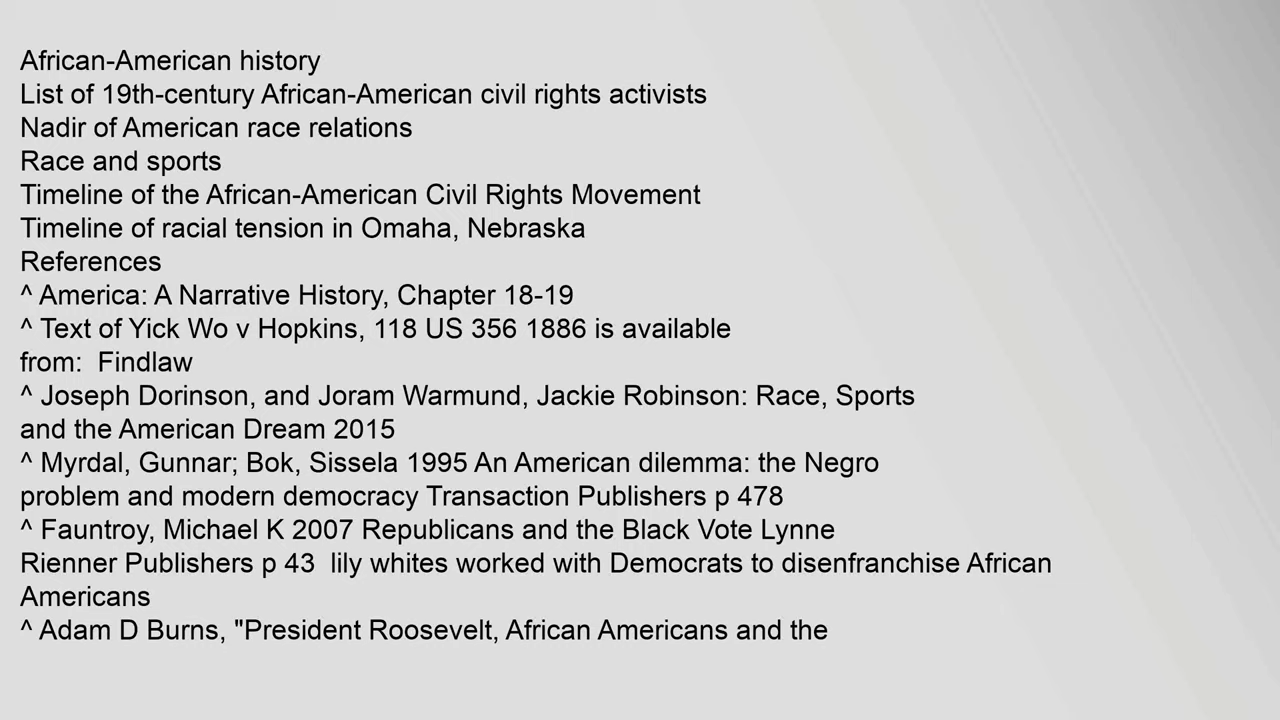 African-American history
List of 19th-century African-American civil rights activists
Nadir of American race relations
Race and sports
Timeline of the African-American Civil Rights Movement
Timeline of racial tension in Omaha, Nebraska
References
^ America: A Narrative History, Chapter 18-19
^ Text of Yick Wo v Hopkins, 118 US 356 1886 is available
from:  Findlaw
^ Joseph Dorinson, and Joram Warmund, Jackie Robinson: Race, Sports
and the American Dream 2015
^ Myrdal, Gunnar; Bok, Sissela 1995 An American dilemma: the Negro
problem and modern democracy Transaction Publishers p 478
^ Fauntroy, Michael K 2007 Republicans and the Black Vote Lynne
Rienner Publishers p 43  lily whites worked with Democrats to disenfranchise African
Americans
^ Adam D Burns, "President Roosevelt, African Americans and the